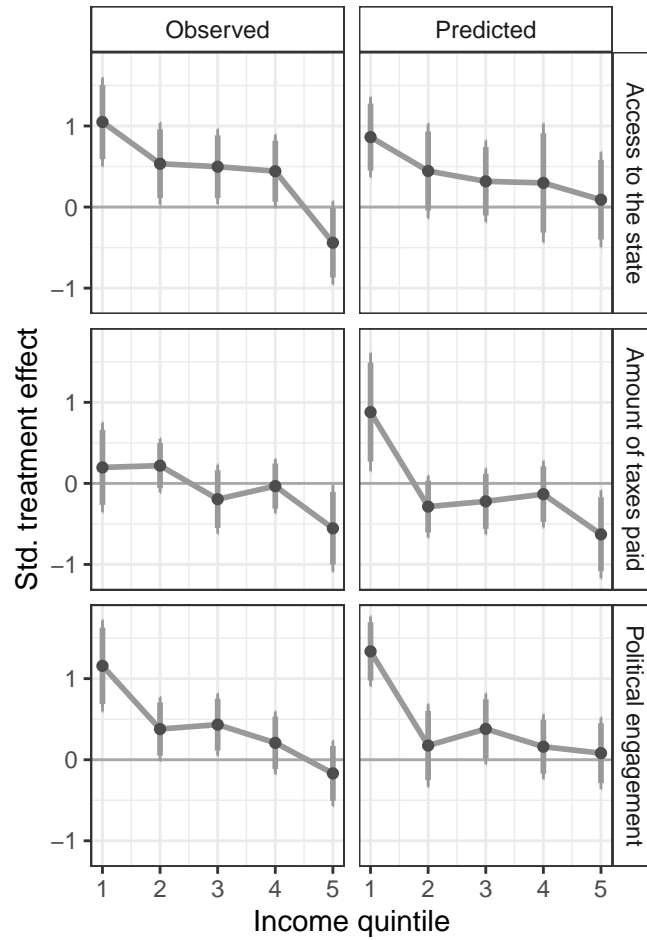 Observed
Predicted
Std. treatment effect
1
0
−1
Access to the state
1
0
−1
Amount of taxes paid
1
0
−1
Political engagement
1 2 3 4 5
1 2 3 4 5
Income quintile